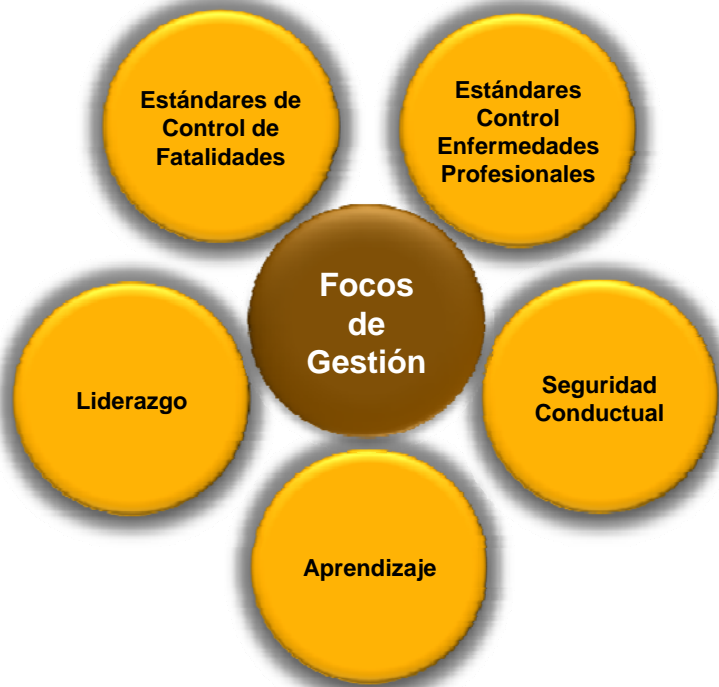 Estándares de
Control de
Fatalidades
Estándares
Control
Enfermedades
Profesionales
Focos
de
Gestión
Liderazgo
Seguridad
Conductual
Aprendizaje